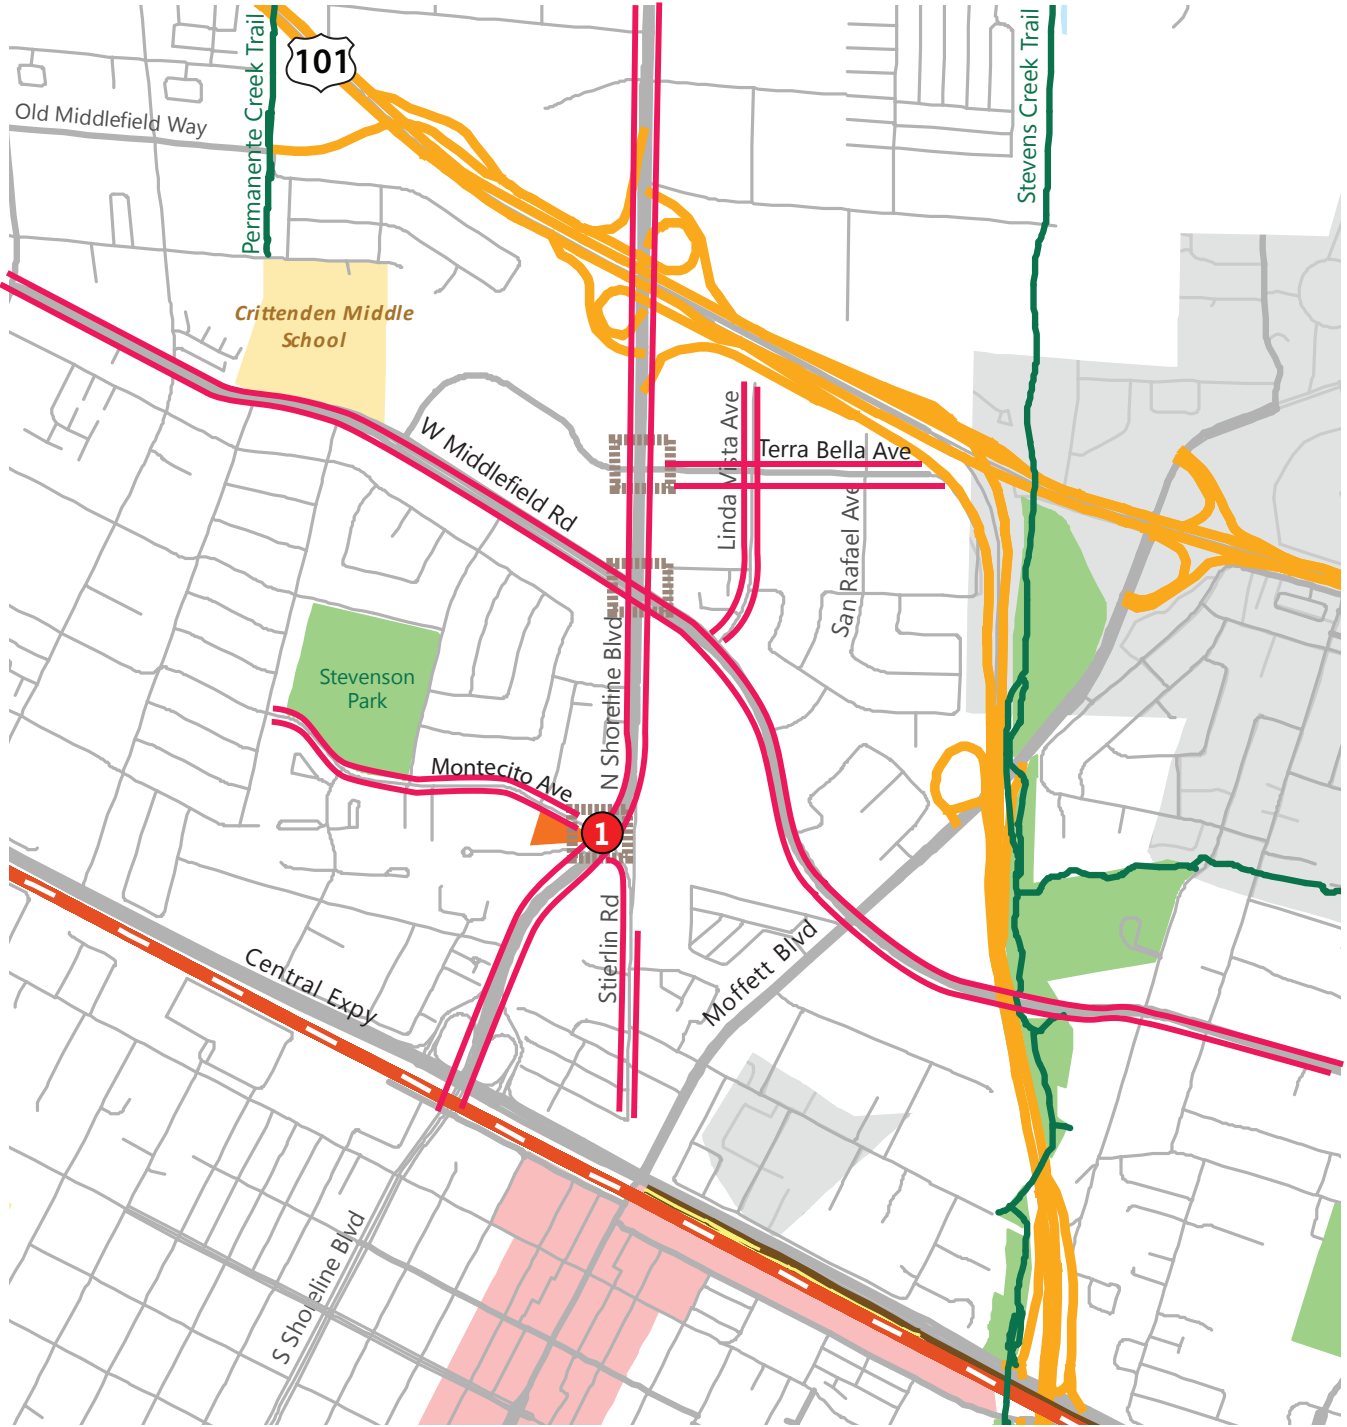 Permanente Creek Trail
101
Stevens Creek Trail
Old Middlefield Way
Crittenden Middle
School
W Middlefield Rd
Linda Vista Ave
Terra Bella Ave
San Rafael Ave
N Shoreline Blvd
Stevenson
Park
Montecito Ave
1
Stierlin Rd
Moffett Blvd
Central Expy
S Shoreline Blvd